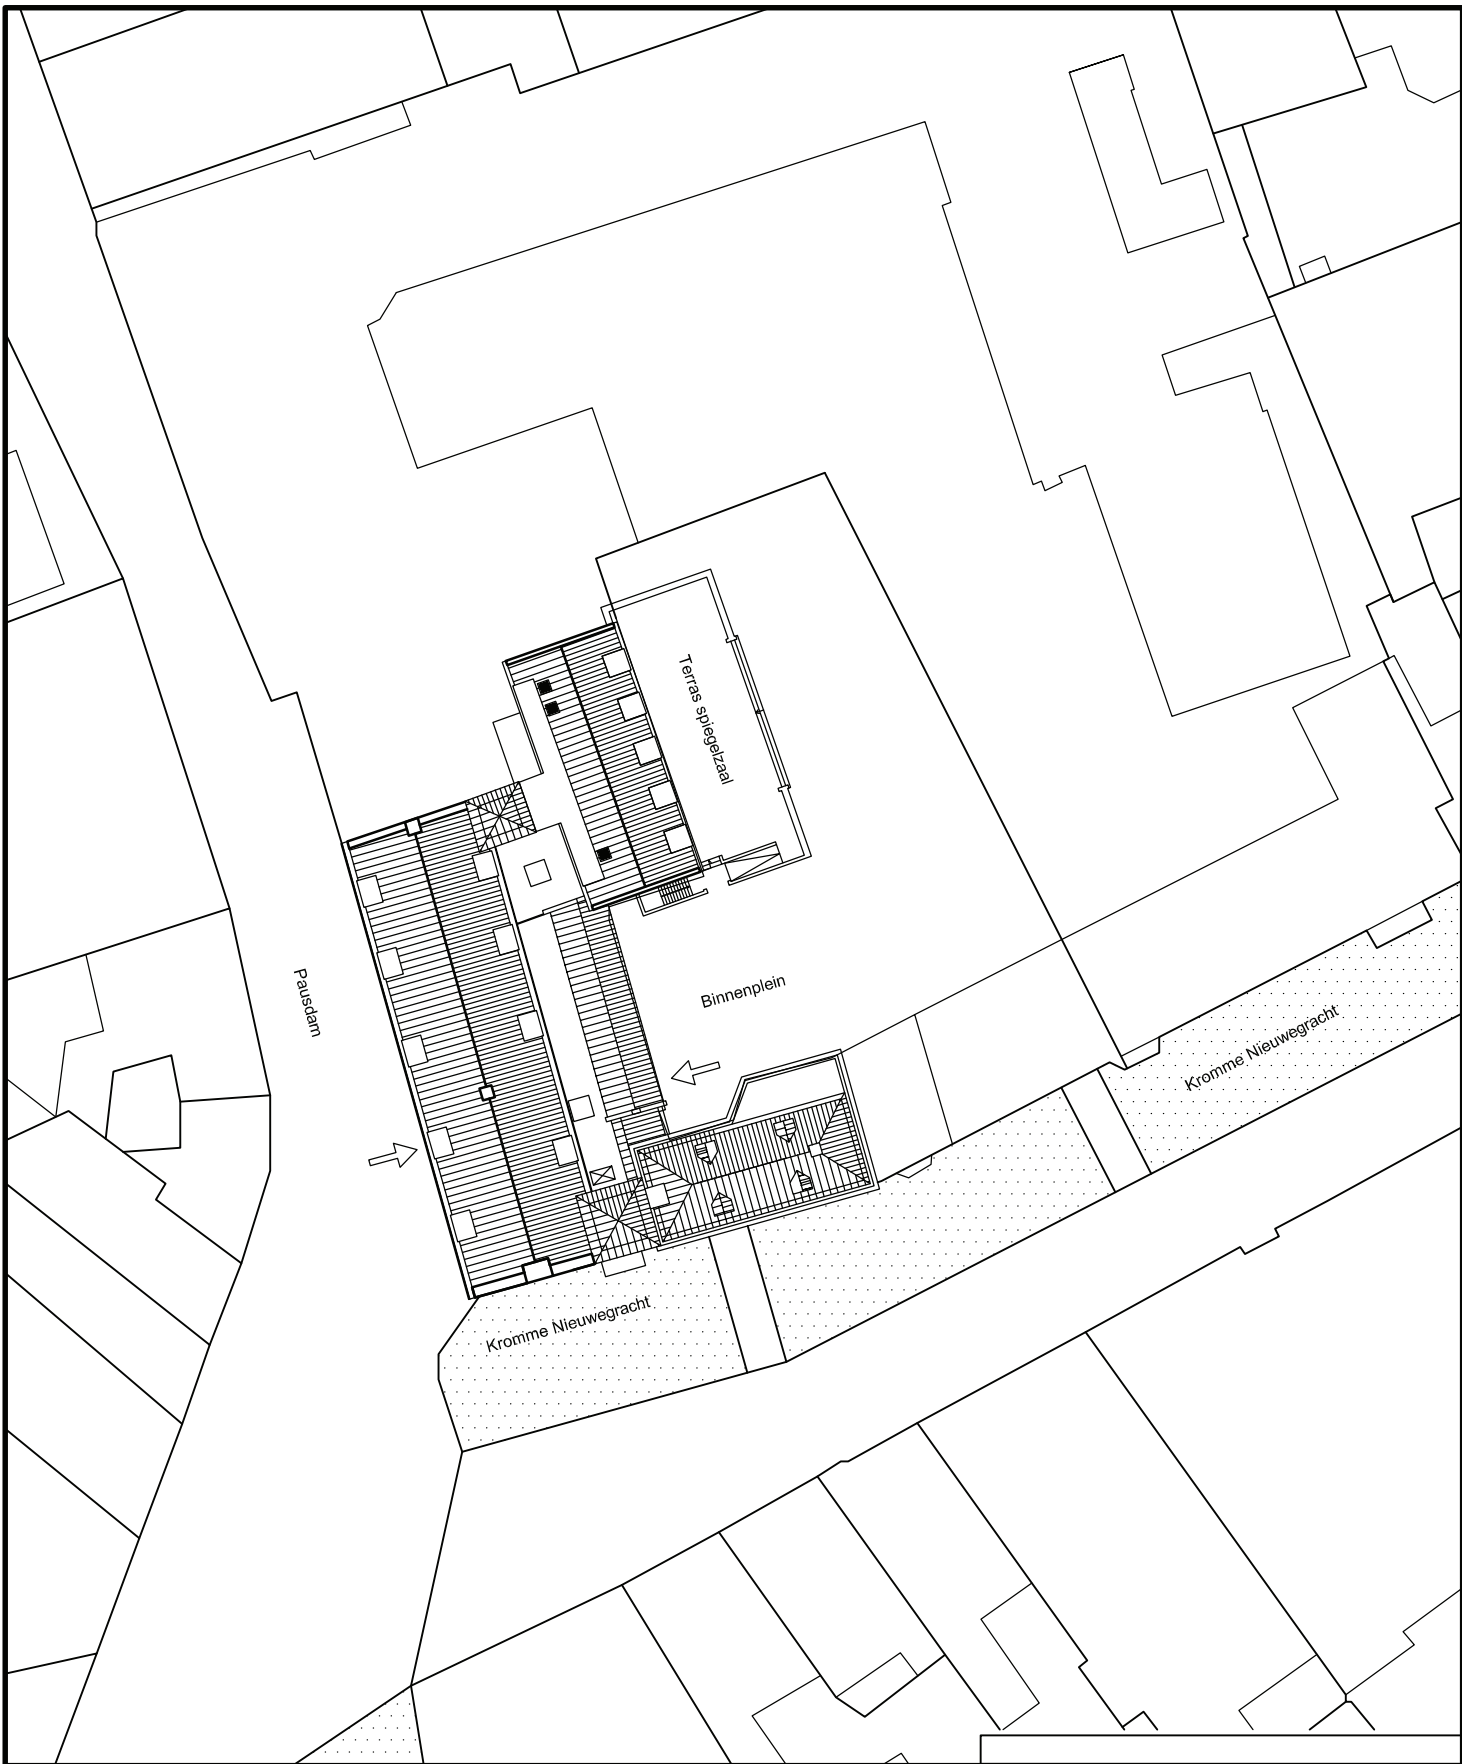 Terras spiegelzaal
Pausdam
Binnenplein
Kromme Nieuwegracht
Kromme Nieuwegracht